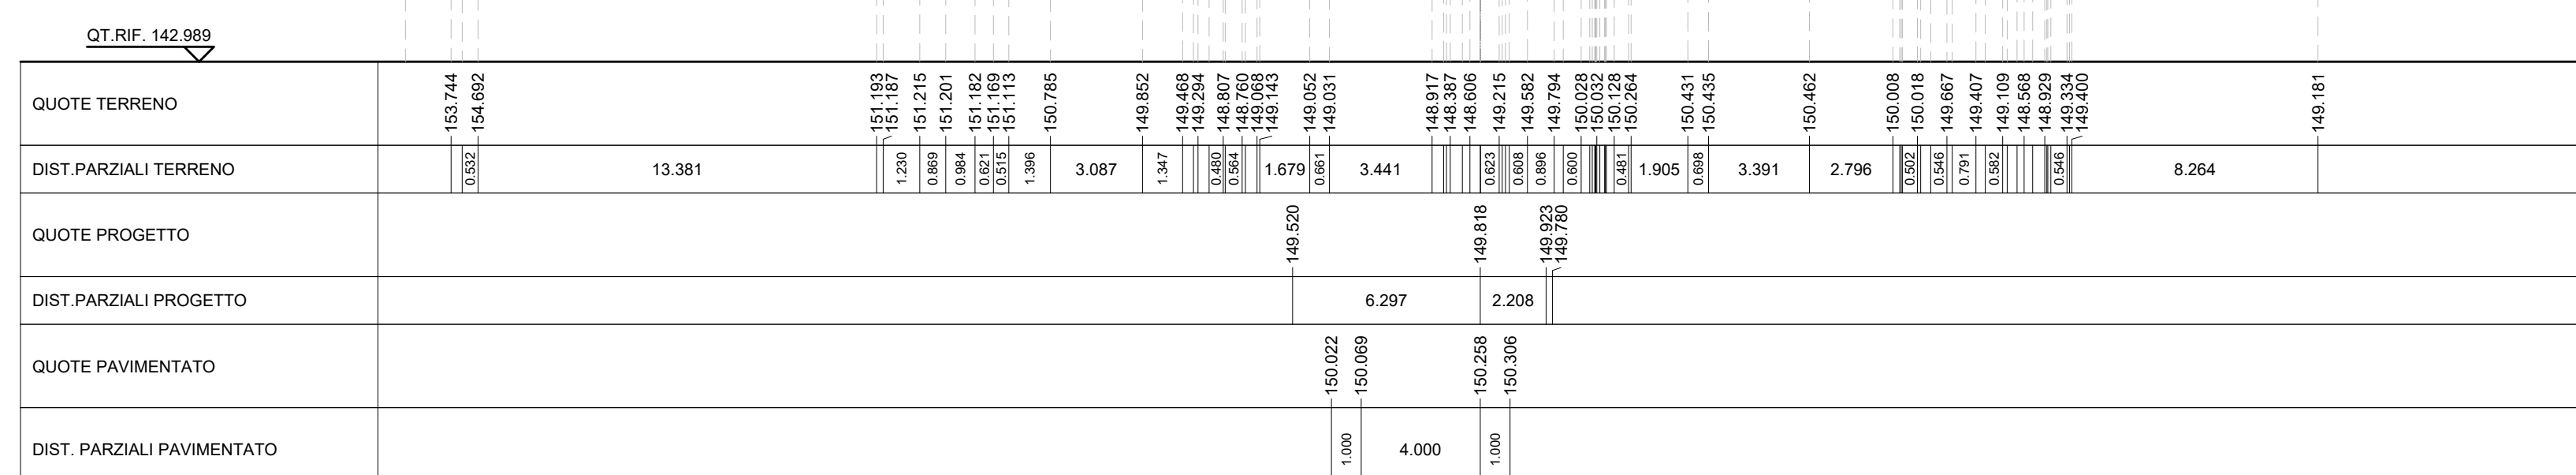 QT.RIF. 142.989
QUOTE TERRENO
153.744 154.692 151.193 151.187 151.215 151.201 151.182 151.169 151.113 150.785 149.852 149.468 149.294 148.807 148.760 149.068 149.143 149.052 149.031 148.917 148.387 148.606 149.215 149.582 149.794 150.028 150.032 150.128 150.264 150.431 150.435 150.462 150.008 150.018 149.667 149.407 149.109 148.568 148.929 149.334 149.400 149.181
DIST.PARZIALI TERRENO
0.532 13.381 1.230 0.869 0.984 0.621 0.515 1.396 3.087 1.347 0.480 0.564 1.679 0.661 3.441 0.623 0.608 0.896 0.600 0.481 1.905 0.698 3.391 2.796 0.502 0.546 0.791 0.582 0.546 8.264
QUOTE PROGETTO
149.520 149.818 149.923 149.780
DIST.PARZIALI PROGETTO
6.297 2.208
QUOTE PAVIMENTATO
150.022 150.069 150.258 150.306
DIST. PARZIALI PAVIMENTATO
1.000 4.000 1.000